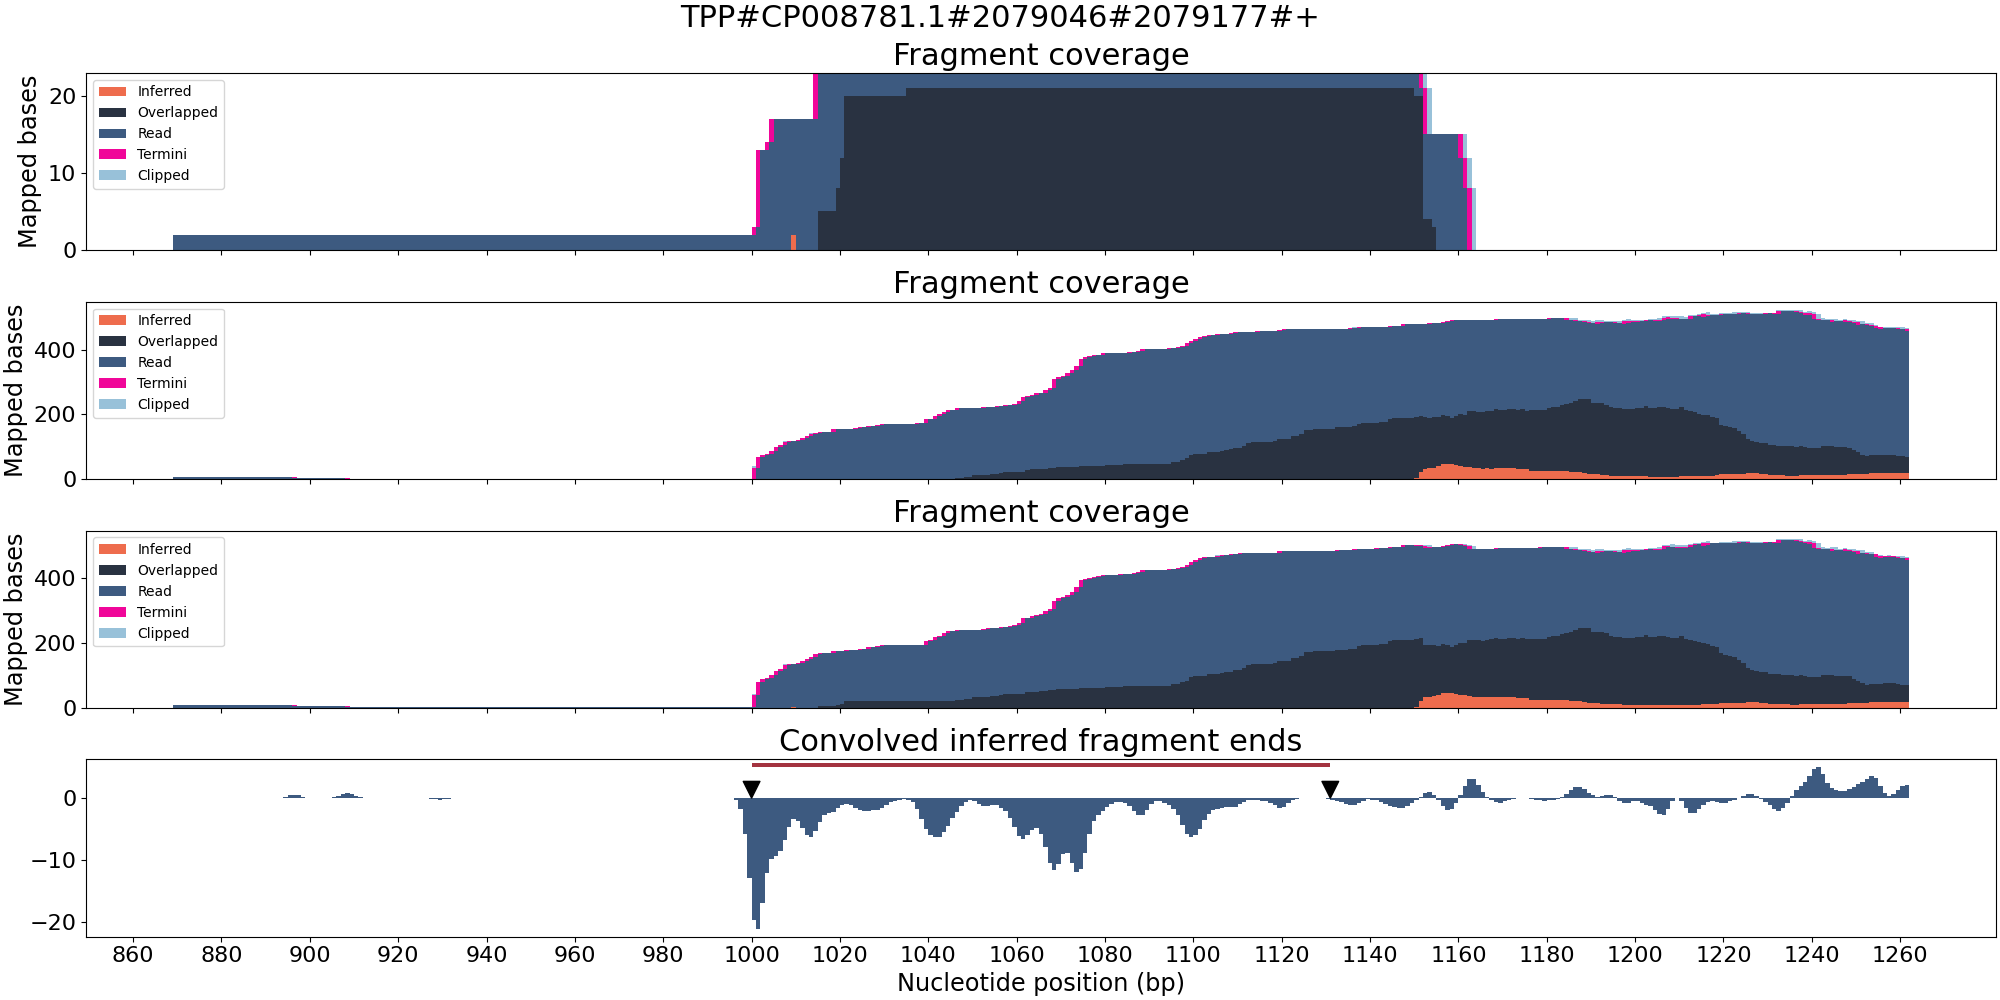 TPP#CP008781.1#2079046#2079177#+
Fragment coverage
Mapped bases
20
10
0
Inferred
Overlapped
Read
Termini
Clipped
Fragment coverage
Mapped bases
400
200
0
Inferred
Overlapped
Read
Termini
Clipped
Fragment coverage
Mapped bases
400
200
0
Inferred
Overlapped
Read
Termini
Clipped
Convolved inferred fragment ends
0
−10
−20
860 880 900 920 940 960 980 1000 1020 1040 1060 1080 1100 1120 1140 1160 1180 1200 1220 1240 1260
Nucleotide position (bp)